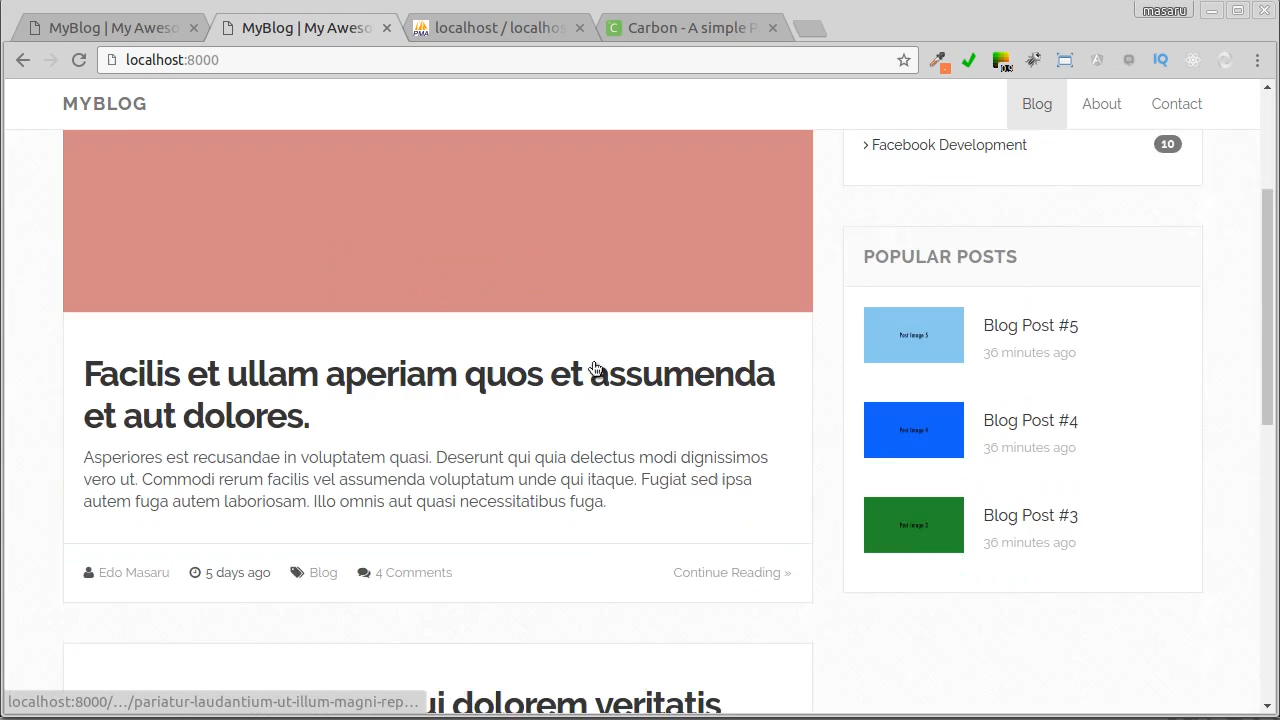 masaru
MyBlog | My Aweso
MyBlog | My Aweso
localhost / localhos
Carbon - A simple P
localhost:8000
MYBLOG
Blog
About
Contact
Facebook Development
10
POPULAR POSTS
Post Image 5
Blog Post #5
36 minutes ago
Post Image 4
Blog Post #4
36 minutes ago
Post Image 3
Blog Post #3
36 minutes ago
Facilis et ullam aperiam quos et assumenda
et aut dolores.
Asperiores est recusandae in voluptatum quasi. Deserunt qui quia delectus modi dignissimos
vero ut. Commodi rerum facilis vel assumenda voluptatum unde qui itaque. Fugiat sed ipsa
autem fuga autem laboriosam. Illo omnis aut quasi necessitatibus fuga.
Edo Masaru
5 days ago
Blog
4 Comments
Continue Reading »
ui dolorem veritatis
localhost:8000/…/pariatur-laudantium-ut-illum-magni-rep…